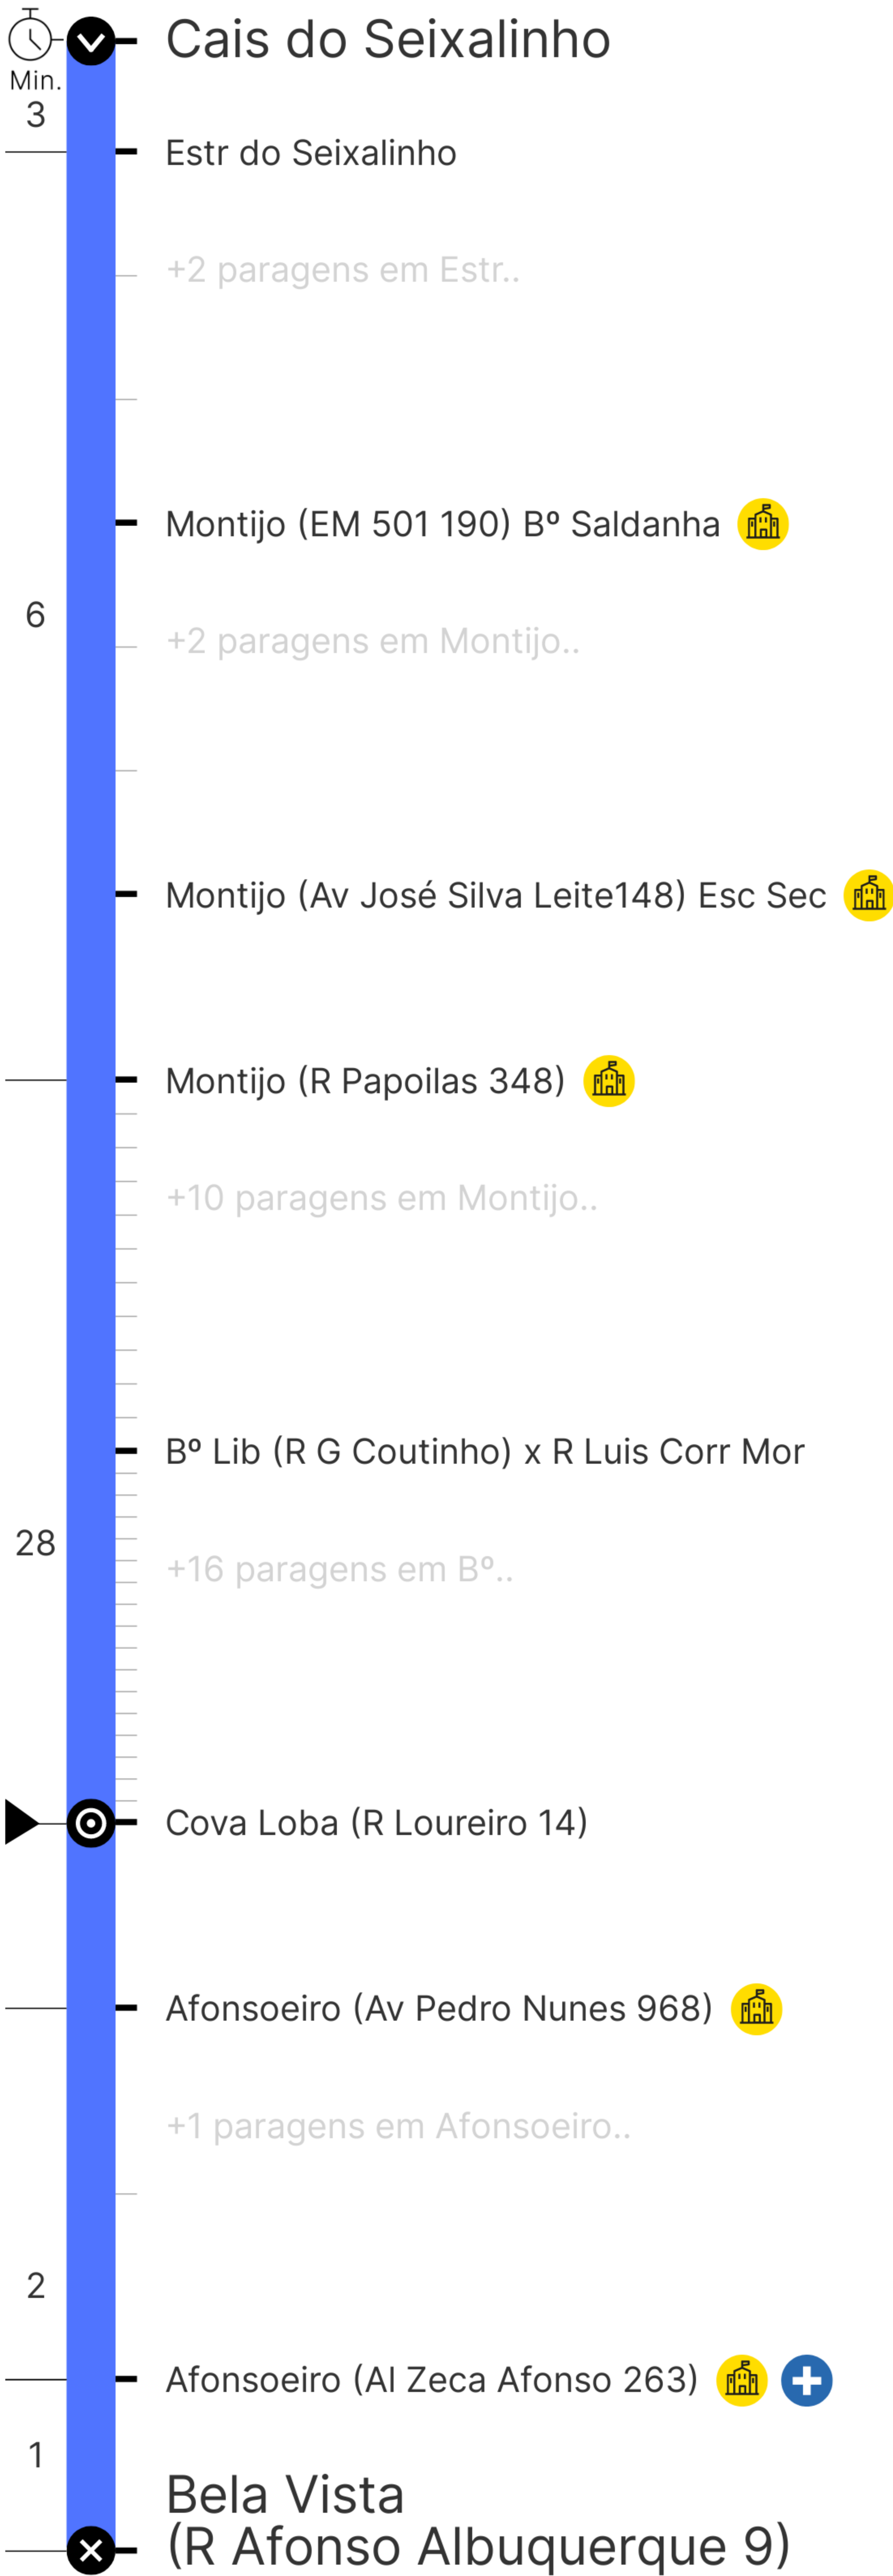 Cais do Seixalinho
Min.
3
Estr do Seixalinho
+2 paragens em Estr..
Montijo (EM 501 190) Bº Saldanha
6
+2 paragens em Montijo..
Montijo (Av José Silva Leite148) Esc Sec
Montijo (R Papoilas 348)
+10 paragens em Montijo..
Bº Lib (R G Coutinho) x R Luis Corr Mor
28
+16 paragens em Bº..
Cova Loba (R Loureiro 14)
Afonsoeiro (Av Pedro Nunes 968)
+1 paragens em Afonsoeiro..
2
Afonsoeiro (Al Zeca Afonso 263)
1
Bela Vista
(R Afonso Albuquerque 9)